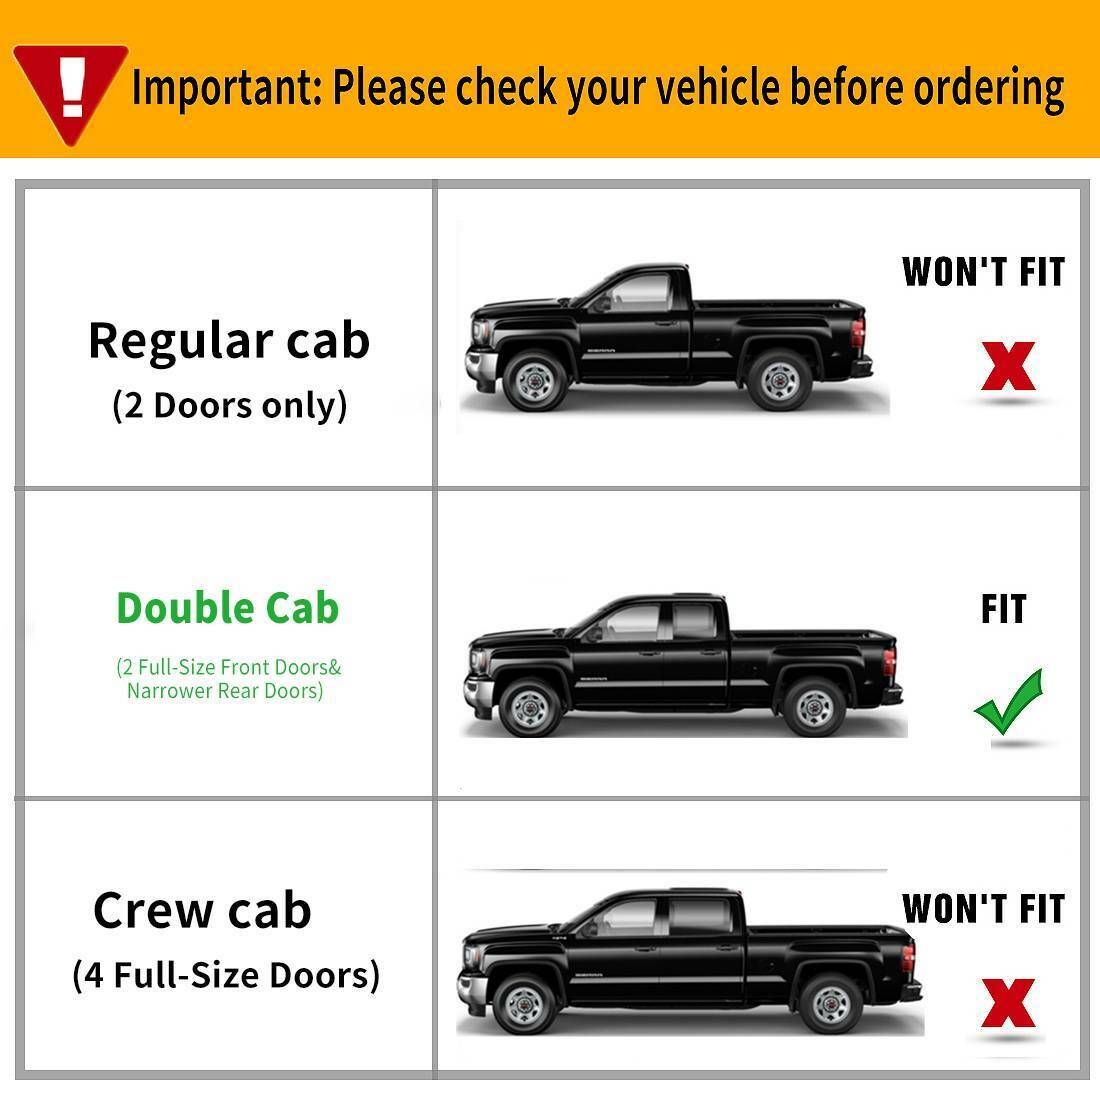 Important: Please check your vehicle before ordering
Regular cab
(2 Doors only)
WON'T FIT
Double Cab
(2 Full-Size Front Doors&
Narrower Rear Doors)
FIT
Crew cab
(4 Full-Size Doors)
WON'T FIT